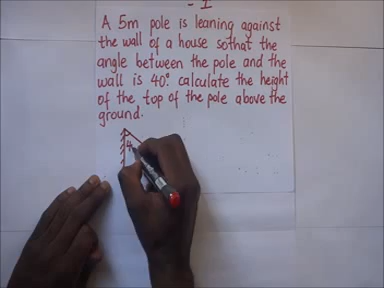 - I
A 5m pole is leaning against
the wall of a house sothat the
angle between the pole and the
wall is 40° calculate the height
of the top of the pole above the
ground.
4